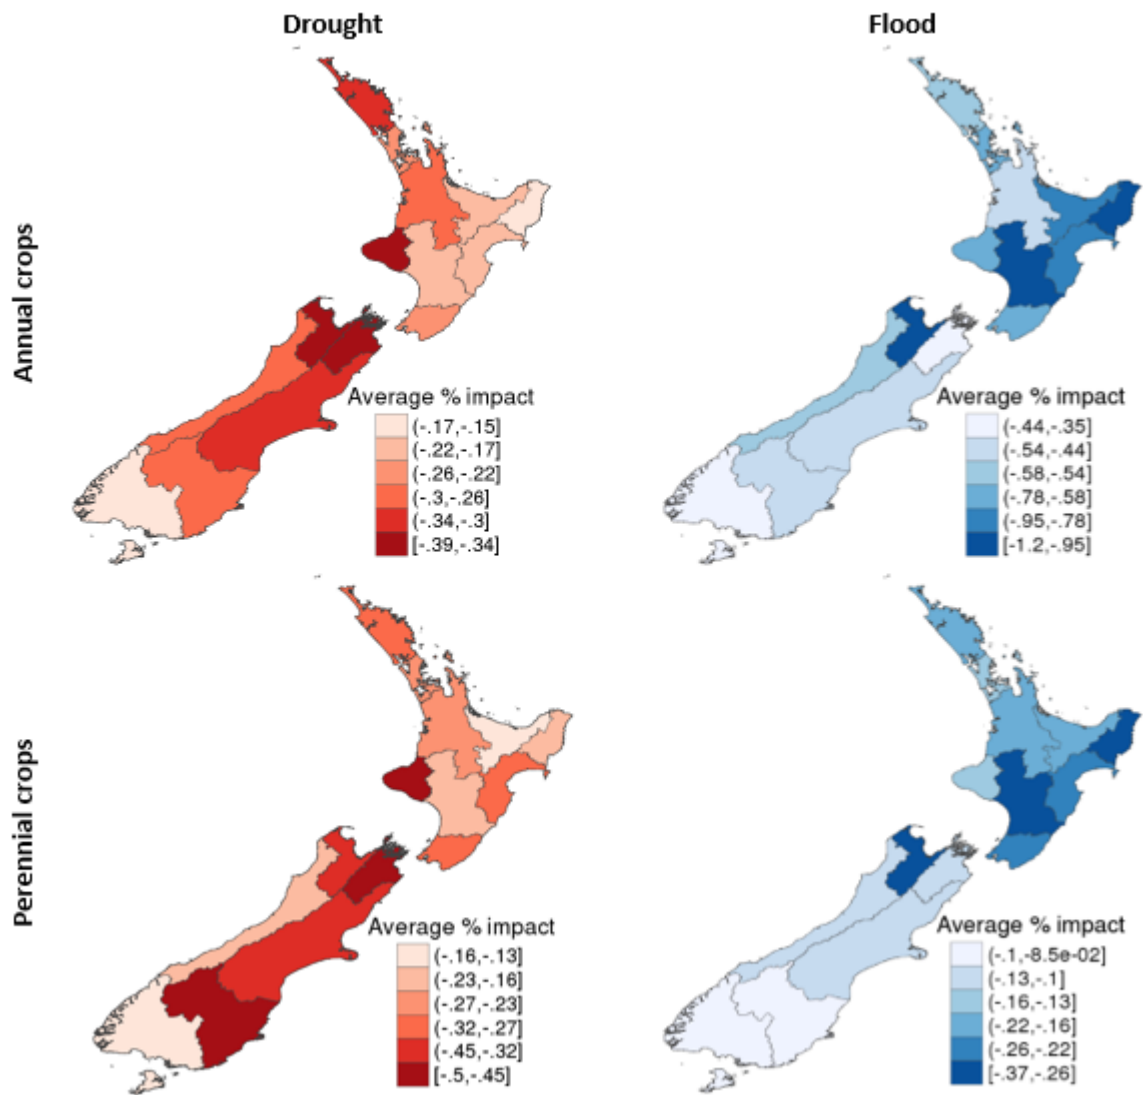 Drought
Flood
Annual crops
Average % impact
(-.17,-.15]
(-.22,-.17]
(-.26,-.22]
(-.3,-.26]
(-.34,-.3]
[-.39,-.34]
Average % impact
(-.44,-.35]
(-.54,-.44]
(-.58,-.54]
(-.78,-.58]
(-.95,-.78]
[-1.2,-.95]
Perennial crops
Average % impact
(-.16,-.13]
(-.23,-.16]
(-.27,-.23]
(-.32,-.27]
(-.45,-.32]
[-.5,-.45]
Average % impact
(-.1,-8.5e-02]
(-.13,-.1]
(-.16,-.13]
(-.22,-.16]
(-.26,-.22]
[-.37,-.26]